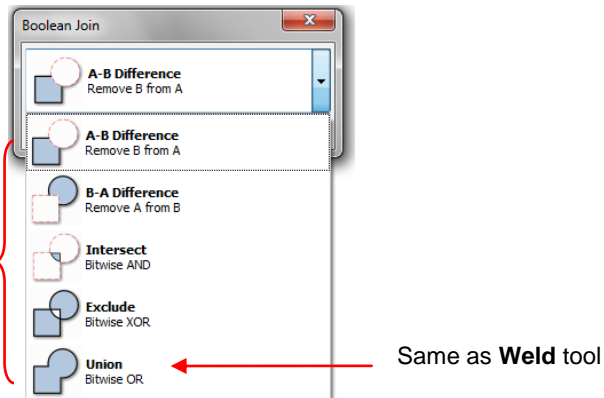 Boolean Join
A-B Difference
Remove B from A
A-B Difference
Remove B from A
B-A Difference
Remove A from B
Intersect
Bitwise AND
Exclude
Bitwise XOR
Union
Bitwise OR
Same as Weld tool